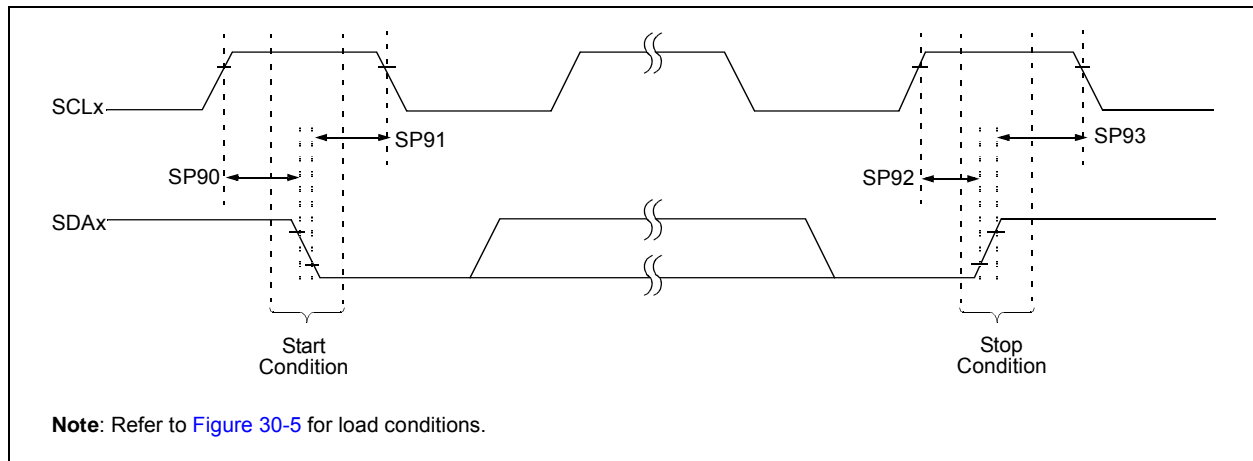 SCLx
SP91
SP93
SP90
SP92
SDAx
Start
Condition
Stop
Condition
Note: Refer to Figure 30-5 for load conditions.